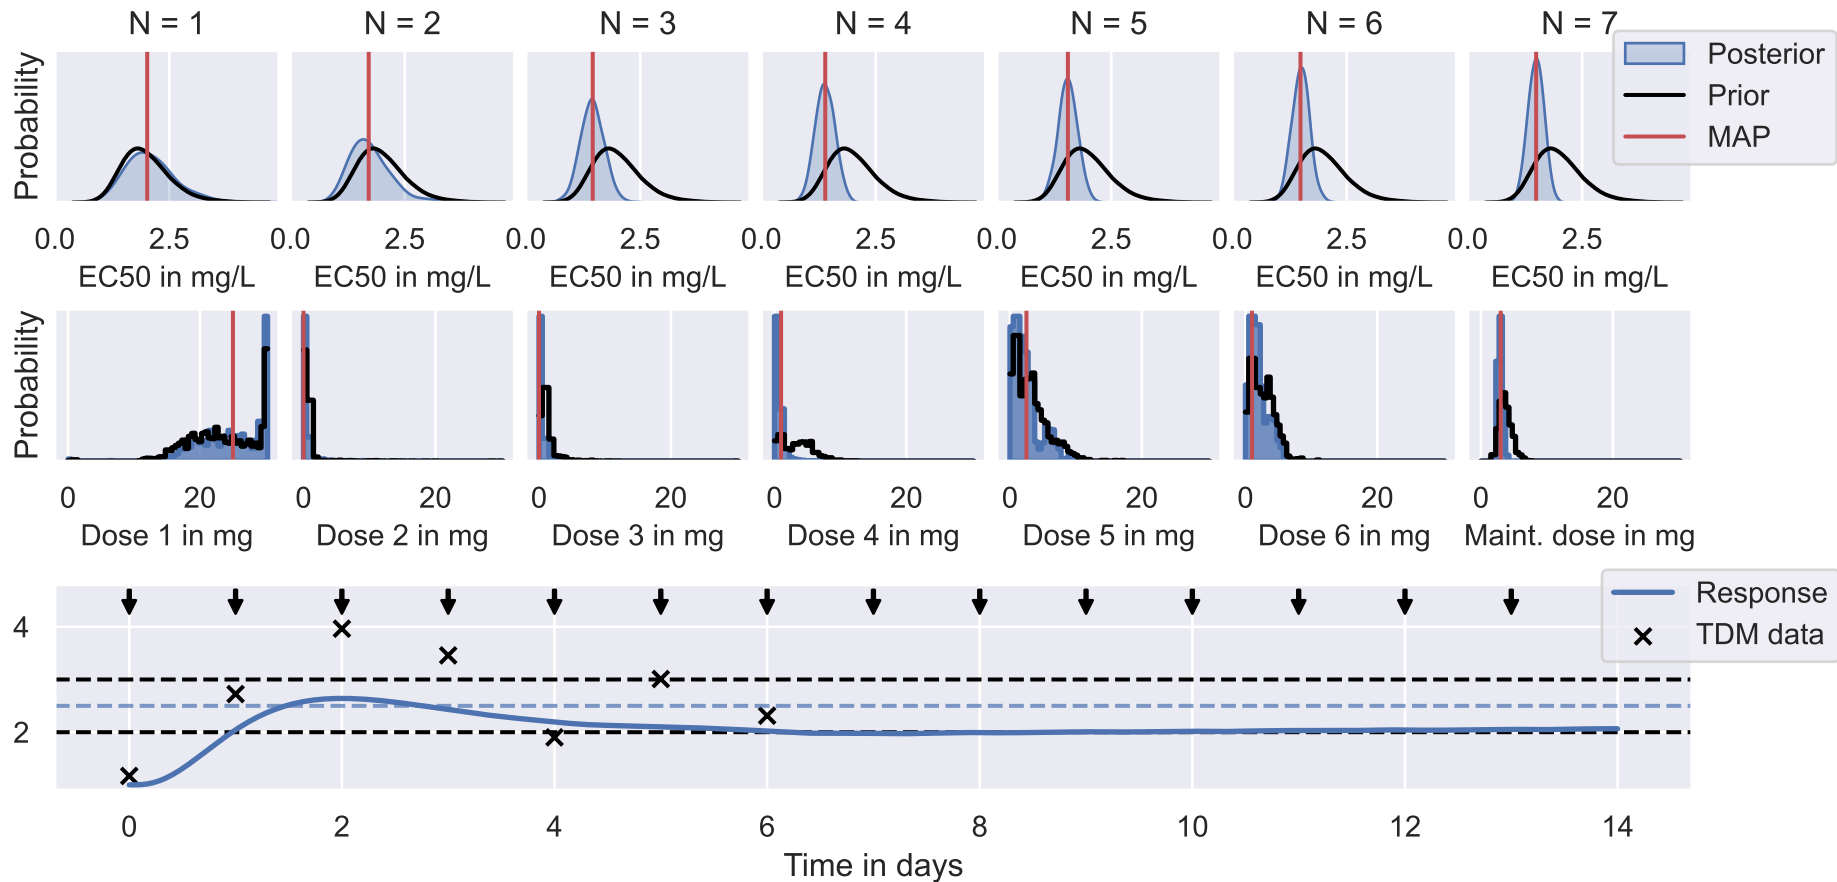 N = 1 N = 2 N = 3 N = 4 N = 5 N = 6 N = 7
Posterior
Prior
MAP
Probability
0.0 2.5 0.0 2.5 0.0 2.5 0.0 2.5 0.0 2.5 0.0 2.5 0.0 2.5
EC50 in mg/L EC50 in mg/L EC50 in mg/L EC50 in mg/L EC50 in mg/L EC50 in mg/L EC50 in mg/L
Probability
0 20 0 20 0 20 0 20 0 20 0 20 0 20
Dose 1 in mg Dose 2 in mg Dose 3 in mg Dose 4 in mg Dose 5 in mg Dose 6 in mg Maint. dose in mg
Response
TDM data
4
2
0 2 4 6 8 10 12 14
Time in days